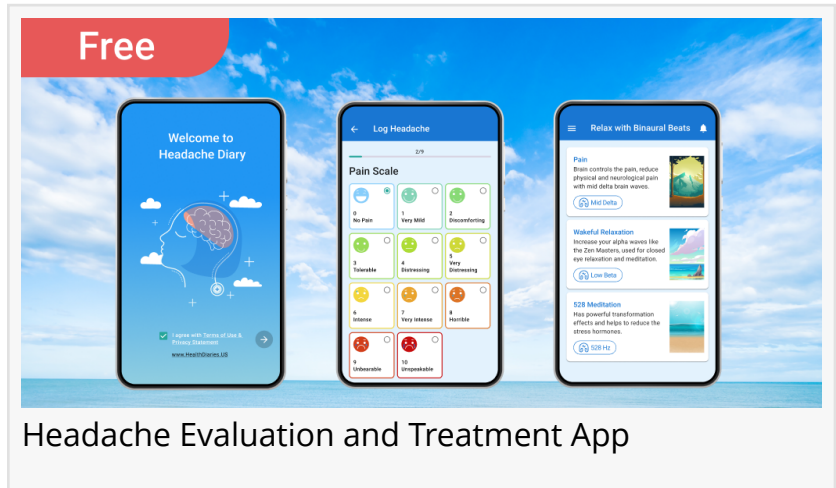 Free
Welcome to
Headache Diary
I agree with Terms of Use &
Privacy Statement
www.HealthDiaries.US
Log Headache
2/9
Pain Scale
0
No Pain
1
Very Mild
2
Discomforting
3
Tolerable
4
Distressing
5
Very
Distressing
6
Intense
7
Very Intense
8
Horrible
9
Unbearable
10
Unspeakable
Relax with Binaural Beats
Pain
Brain controls the pain, reduce
physical and neurological pain
with mid delta brain waves.
Mid Delta
Wakeful Relaxation
Increase your alpha waves like
the Zen Masters, used for closed
eye relaxation and meditation.
Low Beta
528 Meditation
Has powerful transformation
effects and helps to reduce the
stress hormones.
528 Hz
Headache Evaluation and Treatment App